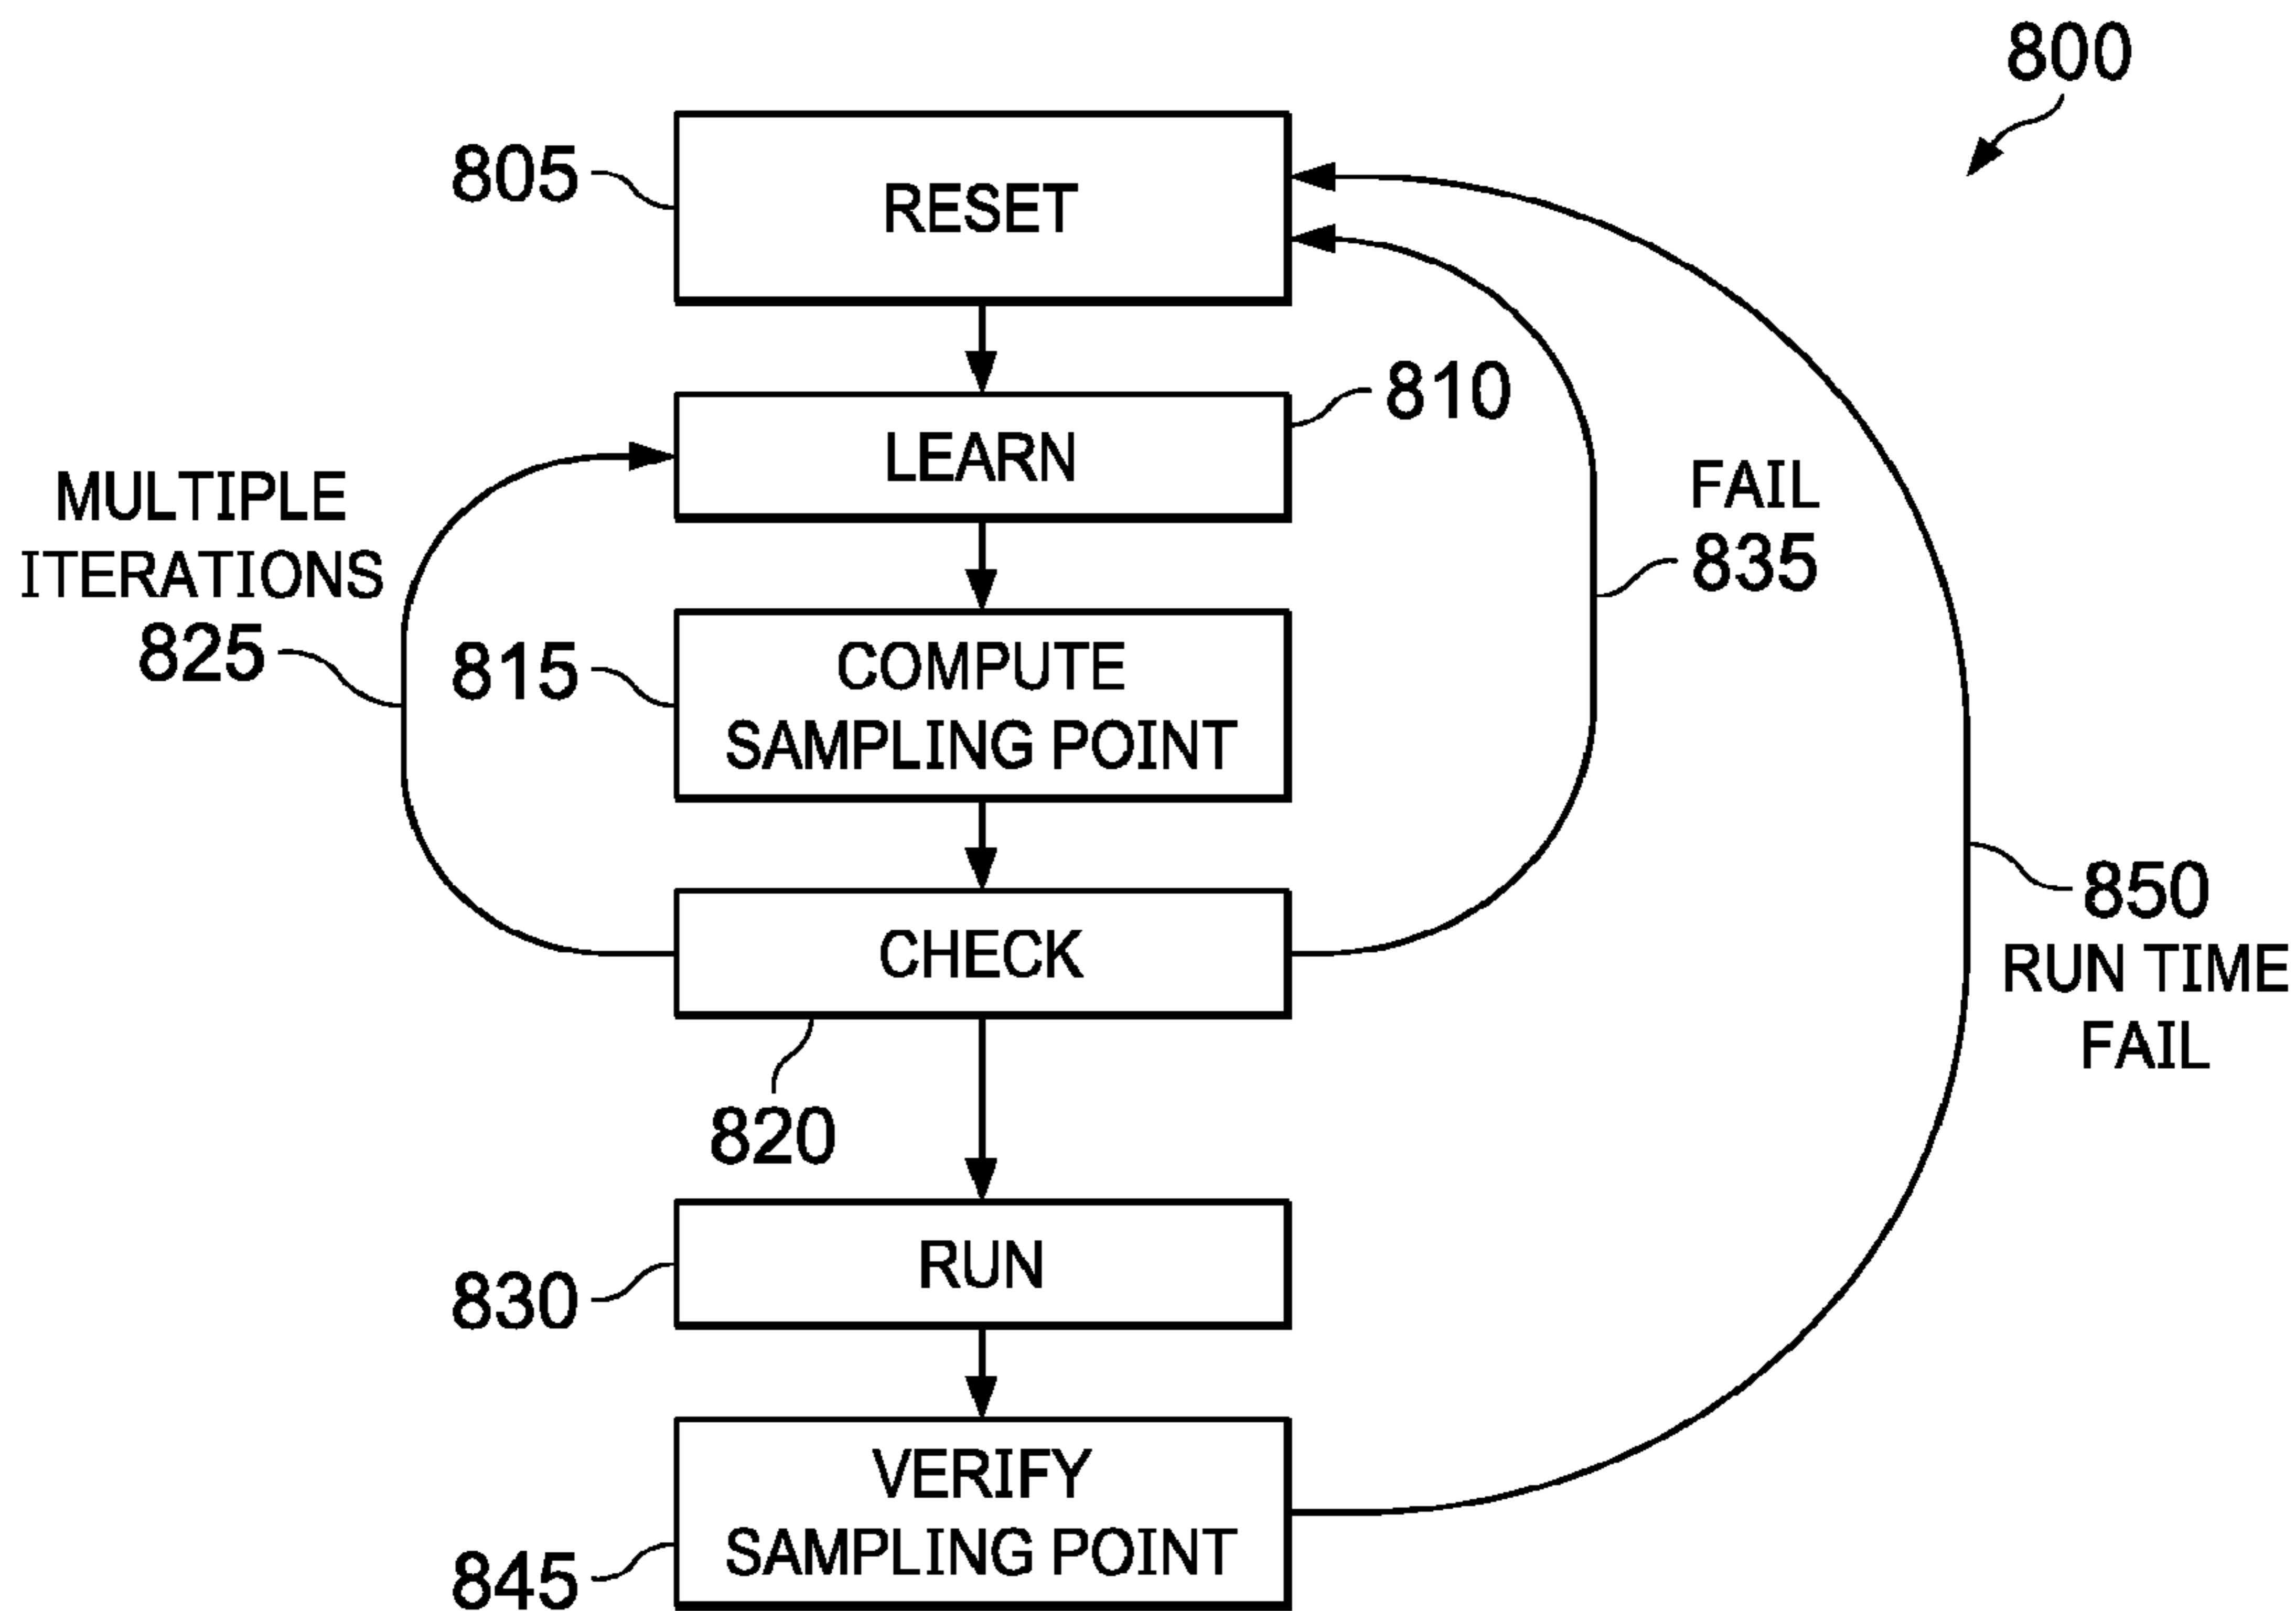 800
805
RESET
810
LEARN
MULTIPLE
ITERATIONS
825
FAIL
835
815
COMPUTE
SAMPLING POINT
CHECK
820
850
RUN TIME
FAIL
RUN
830
VERIFY
SAMPLING POINT
845